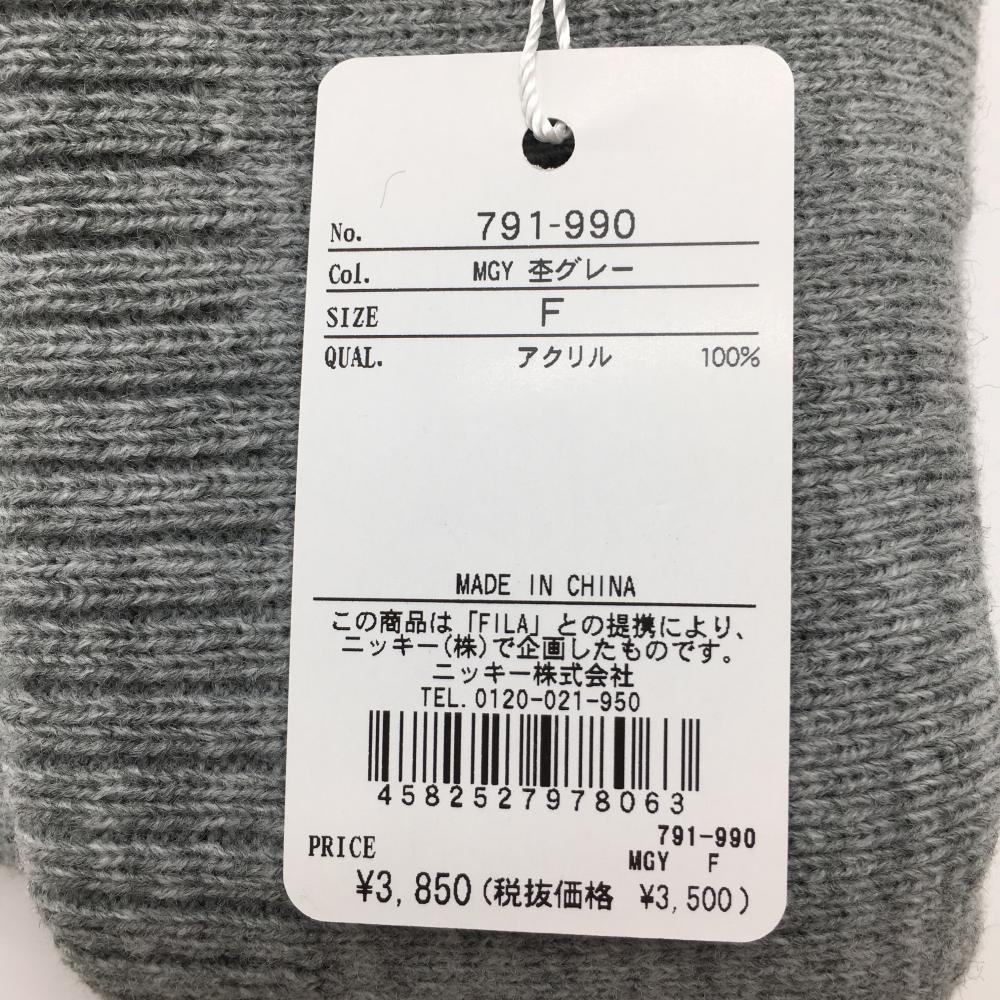 No. 791-990
Col. MGY 杢グレー
SIZE F
QUAL. アクリル 100%
MADE IN CHINA
この商品は「FILA」との提携により、
ニッキー(株)で企画したものです。
ニッキー株式会社
TEL. 0120-021-950
4582527978063
791-990
PRICE MGY F
¥3,850 (税抜価格 ¥3,500)